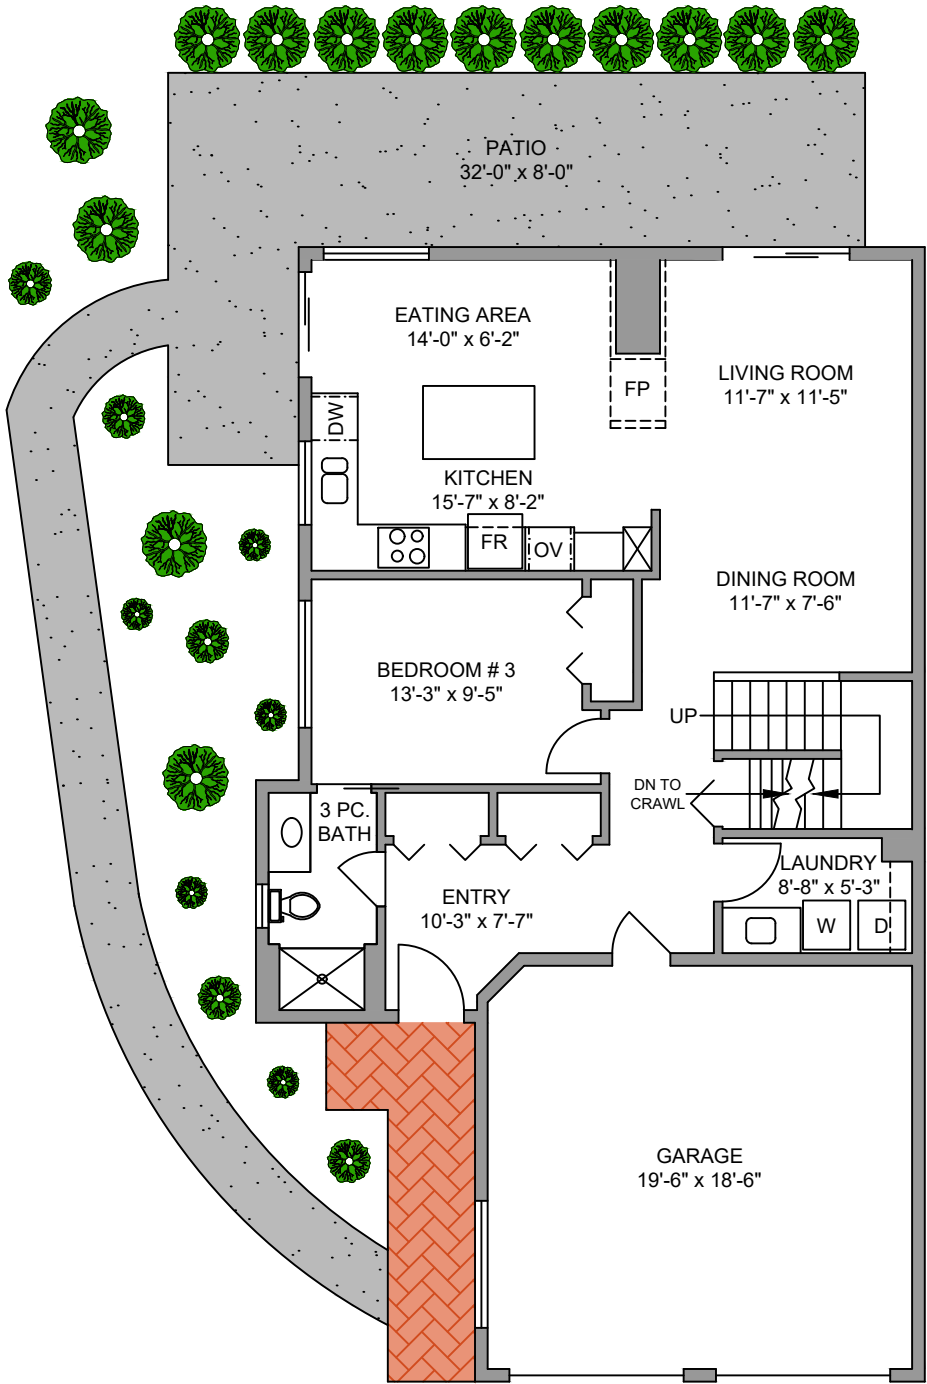 PATIO
32'-0" x 8'-0"
EATING AREA
14'-0" x 6'-2"
LIVING ROOM
11'-7" x 11'-5"
FP
DW
KITCHEN
15'-7" x 8'-2"
FR
OV
DINING ROOM
11'-7" x 7'-6"
BEDROOM # 3
13'-3" x 9'-5"
UP
DN TO
CRAWL
3 PC.
BATH
LAUNDRY
8'-8" x 5'-3"
ENTRY
10'-3" x 7'-7"
W
D
GARAGE
19'-6" x 18'-6"